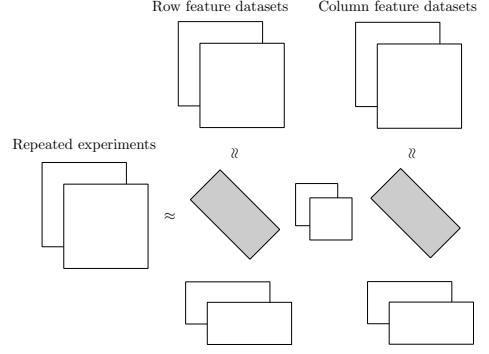 Row feature datasets
Column feature datasets
≈
≈
Repeated experiments
≈